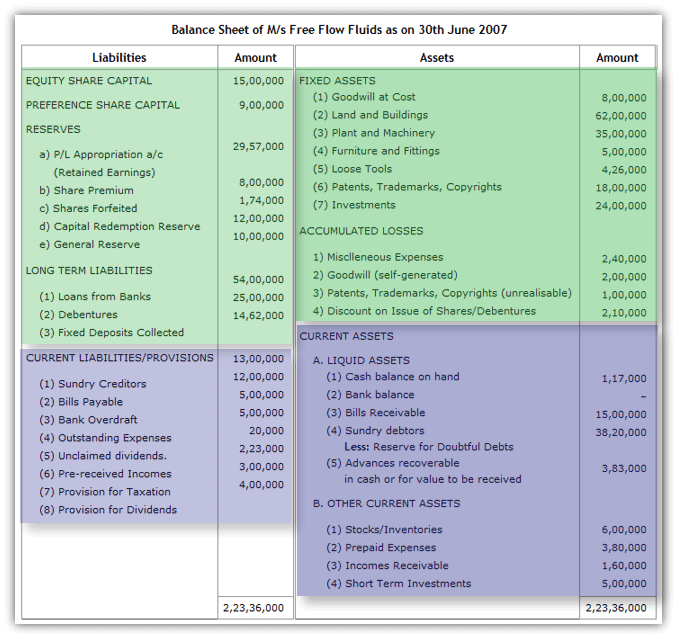 Balance Sheet of M/s Free Flow Fluids as on 30th June 2007
Liabilities Amount
EQUITY SHARE CAPITAL 15,00,000
PREFERENCE SHARE CAPITAL 9,00,000
RESERVES
a) P/L Appropriation a/c 29,57,000
(Retained Earnings)
b) Share Premium 8,00,000
c) Shares Forfeited 1,74,000
d) Capital Redemption Reserve 12,00,000
e) General Reserve 10,00,000
LONG TERM LIABILITIES
(1) Loans from Banks 54,00,000
(2) Debentures 25,00,000
(3) Fixed Deposits Collected 14,62,000
CURRENT LIABILITIES/PROVISIONS
(1) Sundry Creditors 13,00,000
(2) Bills Payable 12,00,000
(3) Bank Overdraft 5,00,000
(4) Outstanding Expenses 5,00,000
(5) Unclaimed dividends. 20,000
(6) Pre-received Incomes 2,23,000
(7) Provision for Taxation 3,00,000
(8) Provision for Dividends 4,00,000
2,23,36,000
Assets Amount
FIXED ASSETS
(1) Goodwill at Cost 8,00,000
(2) Land and Buildings 62,00,000
(3) Plant and Machinery 35,00,000
(4) Furniture and Fittings 5,00,000
(5) Loose Tools 4,26,000
(6) Patents, Trademarks, Copyrights 18,00,000
(7) Investments 24,00,000
ACCUMULATED LOSSES
1) Misclleneous Expenses 2,40,000
2) Goodwill (self-generated) 2,00,000
3) Patents, Trademarks, Copyrights (unrealisable) 1,00,000
4) Discount on Issue of Shares/Debentures 2,10,000
CURRENT ASSETS
A. LIQUID ASSETS
(1) Cash balance on hand 1,17,000
(2) Bank balance –
(3) Bills Receivable 15,00,000
(4) Sundry debtors 38,20,000
Less: Reserve for Doubtful Debts
(5) Advances recoverable 3,83,000
in cash or for value to be received
B. OTHER CURRENT ASSETS
(1) Stocks/Inventories 6,00,000
(2) Prepaid Expenses 3,80,000
(3) Incomes Receivable 1,60,000
(4) Short Term Investments 5,00,000
2,23,36,000